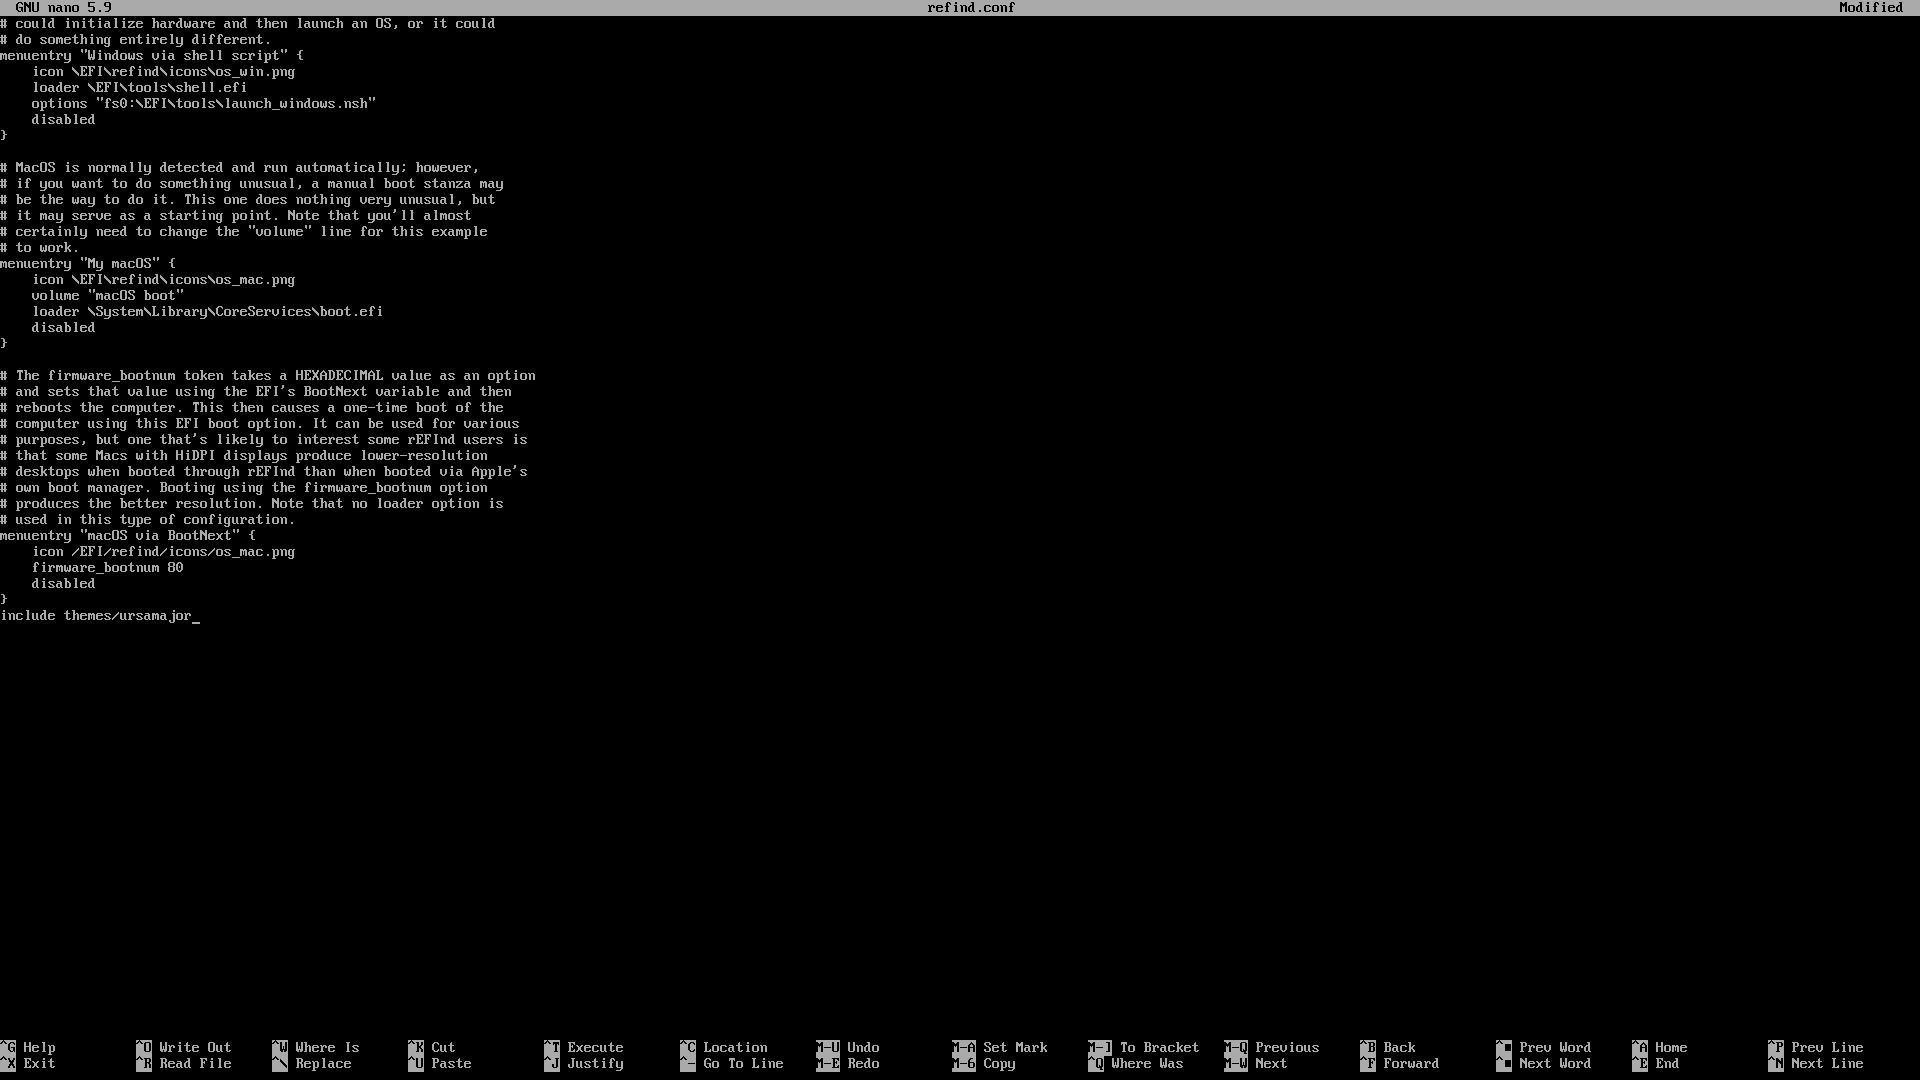 GNU nano 5.9 refind.conf Modified
# could initialize hardware and then launch an OS, or it could
# do something entirely different.
menuentry "Windows via shell script" {
    icon \EFI\refind\icons\os_win.png
    loader \EFI\tools\shell.efi
    options "fs0:\EFI\tools\launch_windows.nsh"
    disabled
}

# MacOS is normally detected and run automatically; however,
# if you want to do something unusual, a manual boot stanza may
# be the way to do it. This one does nothing very unusual, but
# it may serve as a starting point. Note that you'll almost
# certainly need to change the "volume" line for this example
# to work.
menuentry "My macOS" {
    icon \EFI\refind\icons\os_mac.png
    volume "macOS boot"
    loader \System\Library\CoreServices\boot.efi
    disabled
}

# The firmware_bootnum token takes a HEXADECIMAL value as an option
# and sets that value using the EFI's BootNext variable and then
# reboots the computer. This then causes a one-time boot of the
# computer using this EFI boot option. It can be used for various
# purposes, but one that's likely to interest some rEFInd users is
# that some Macs with HiDPI displays produce lower-resolution
# desktops when booted through rEFInd than when booted via Apple's
# own boot manager. Booting using the firmware_bootnum option
# produces the better resolution. Note that no loader option is
# used in this type of configuration.
menuentry "macOS via BootNext" {
    icon /EFI/refind/icons/os_mac.png
    firmware_bootnum 80
    disabled
}
include themes/ursamajor_
^G Help ^O Write Out ^W Where Is ^K Cut ^T Execute ^C Location M-U Undo M-A Set Mark M-] To Bracket M-Q Previous ^B Back ^■ Prev Word ^A Home ^P Prev Line
^X Exit ^R Read File ^\ Replace ^U Paste ^J Justify ^- Go To Line M-E Redo M-6 Copy ^Q Where Was M-W Next ^F Forward ^■ Next Word ^E End ^N Next Line